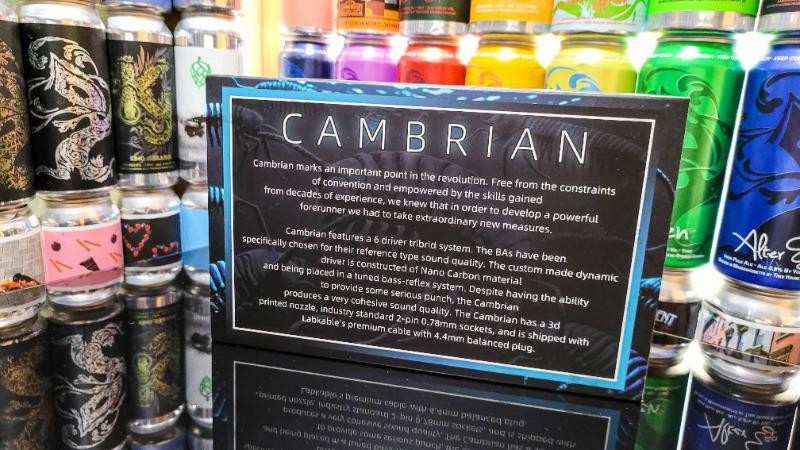 CAMBRIAN
Cambrian marks an important point in the revolution. Free from the constraints
of convention and empowered by the skills gained
from decades of experience, we knew that in order to develop a powerful
forerunner we had to take extraordinary new measures.
Cambrian features a 6 driver tribrid system. The BAs have been
specifically chosen for their reference type sound quality. The custom made dynamic
driver is constructed of Nano Carbon material
and being placed in a tuned bass-reflex system. Despite having the ability
to provide some serious punch, the Cambrian
produces a very cohesive sound quality. The Cambrian has a 3d
printed nozzle, industry standard 2-pin 0.78mm sockets, and is shipped with
Labkable's premium cable with 4.4mm balanced plug.
After